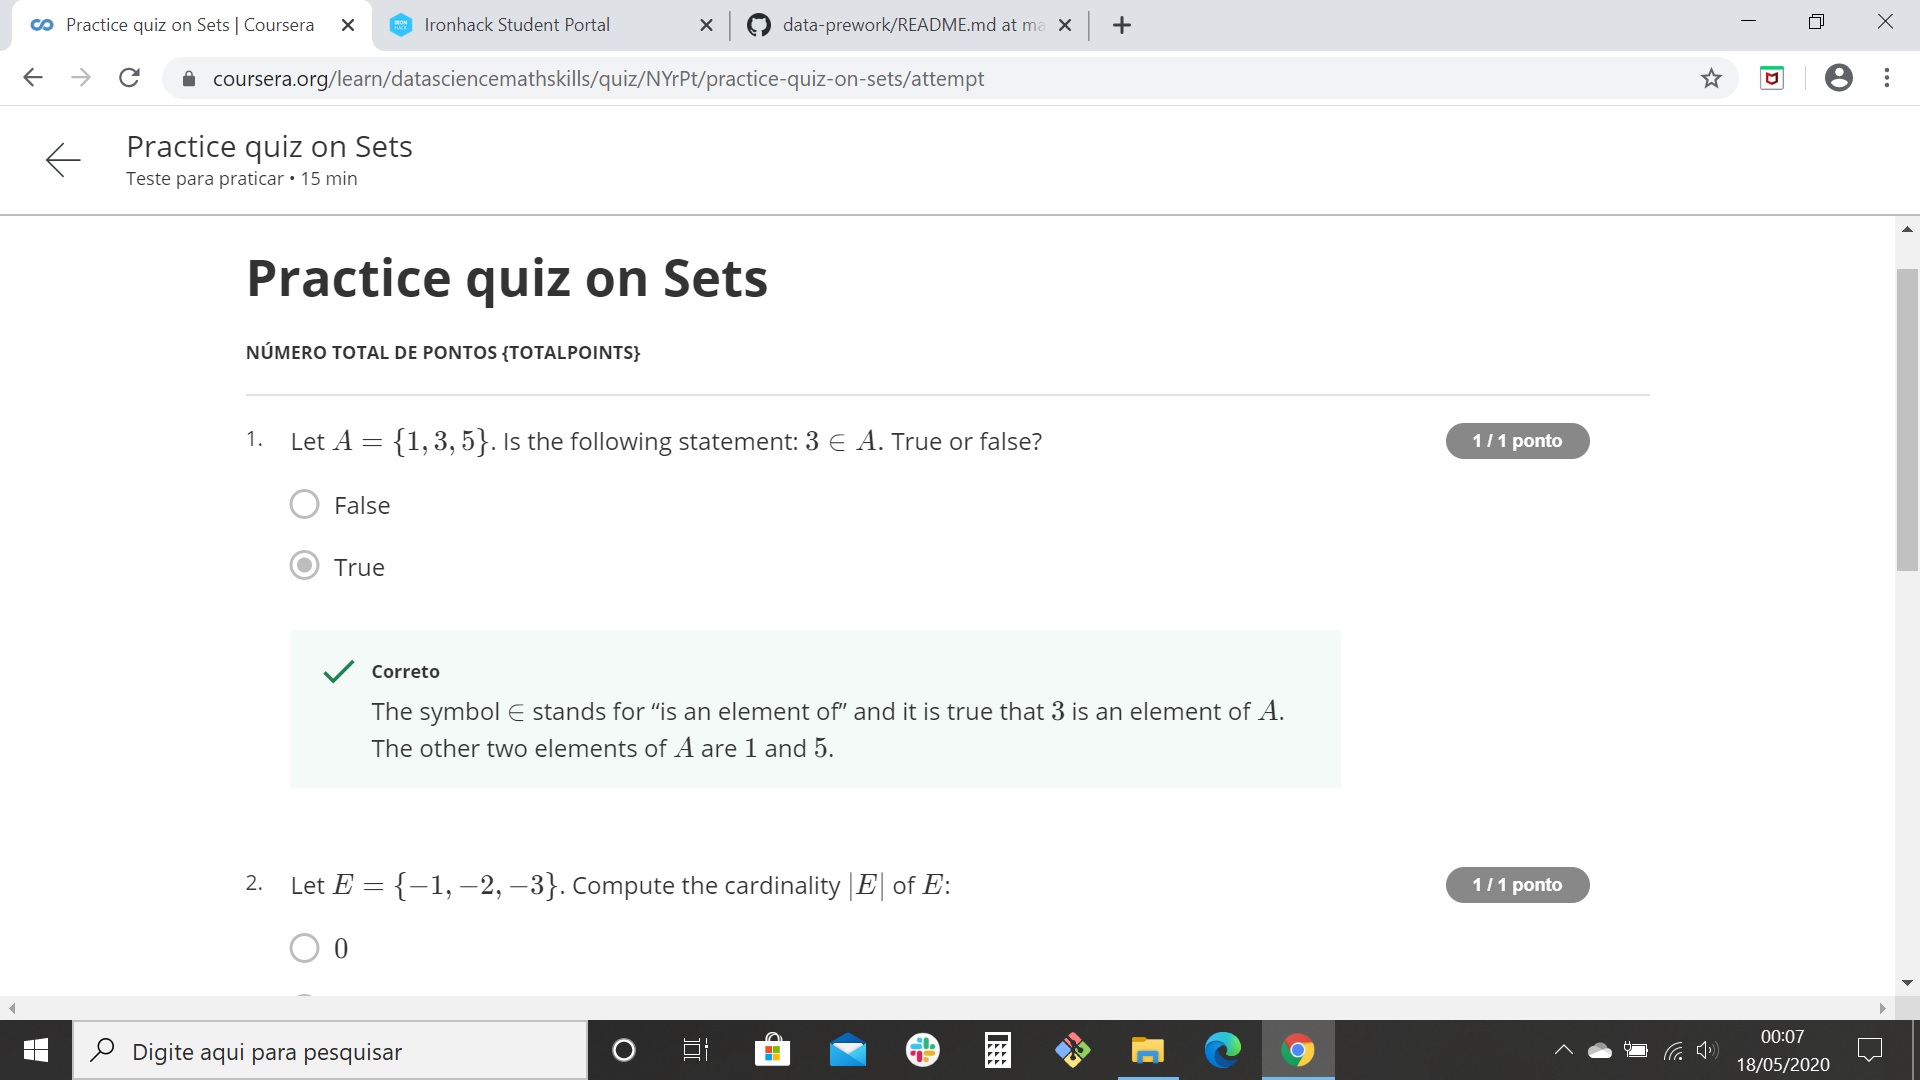 Practice quiz on Sets | Coursera
Ironhack Student Portal
data-prework/README.md at ma
coursera.org/learn/datasciencemathskills/quiz/NYrPt/practice-quiz-on-sets/attempt
Practice quiz on Sets
Teste para praticar • 15 min
Practice quiz on Sets
NÚMERO TOTAL DE PONTOS {TOTALPOINTS}
1. Let A = {1, 3, 5}. Is the following statement: 3 ∈ A. True or false?
1 / 1 ponto
False
True
Correto
The symbol ∈ stands for “is an element of” and it is true that 3 is an element of A.
The other two elements of A are 1 and 5.
2. Let E = {−1, −2, −3}. Compute the cardinality |E| of E:
1 / 1 ponto
0
Digite aqui para pesquisar
00:07
18/05/2020